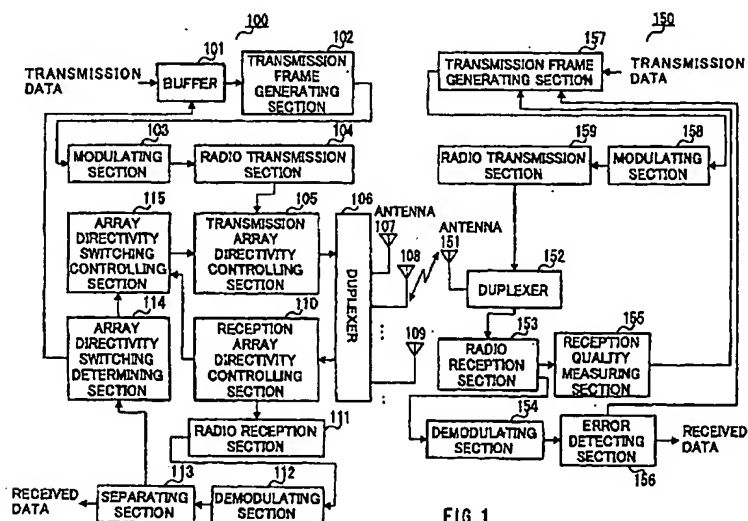 100
101
BUFFER
102
TRANSMISSION
FRAME
GENERATING
SECTION
TRANSMISSION
DATA
103
MODULATING
SECTION
104
RADIO TRANSMISSION
SECTION
115
ARRAY
DIRECTIVITY
SWITCHING
CONTROLLING
SECTION
105
TRANSMISSION
ARRAY
DIRECTIVITY
CONTROLLING
SECTION
106
DUPLEXER
ANTENNA
107
108
109
114
ARRAY
DIRECTIVITY
SWITCHING
DETERMINING
SECTION
110
RECEPTION
ARRAY
DIRECTIVITY
CONTROLLING
SECTION
RADIO RECEPTION
SECTION
111
RECEIVED
DATA
113
SEPARATING
SECTION
112
DEMODULATING
SECTION
150
157
TRANSMISSION FRAME
GENERATING SECTION
TRANSMISSION
DATA
159
RADIO TRANSMISSION
SECTION
158
MODULATING
SECTION
ANTENNA
151
152
DUPLEXER
153
RADIO
RECEPTION
SECTION
155
RECEPTION
QUALITY
MEASURING
SECTION
154
DEMODULATING
SECTION
ERROR
DETECTING
SECTION
156
RECEIVED
DATA
FIG 1